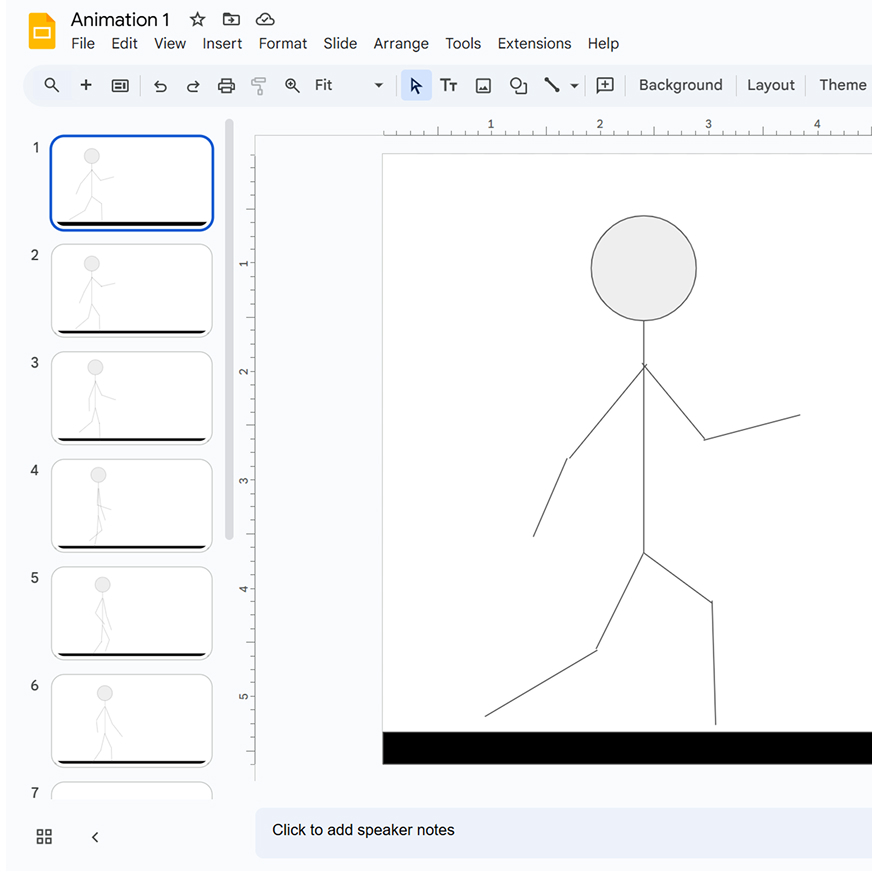 Animation 1
File Edit View Insert Format Slide Arrange Tools Extensions Help
Fit Tт Background Layout Theme
1 2 3 4
1
2
3
4
5
6
7
1
2
3
4
5
Click to add speaker notes